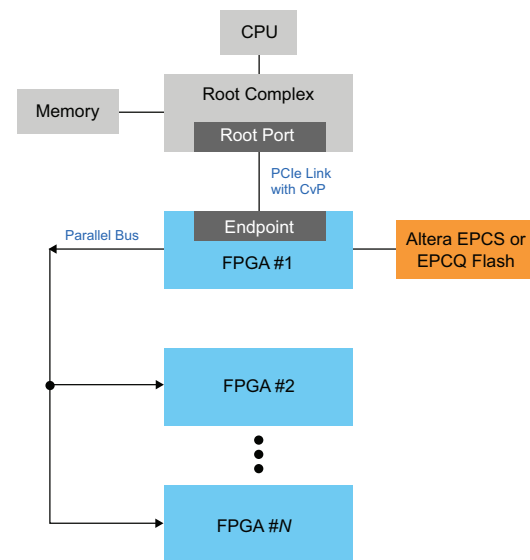 CPU
Root Complex
Memory
Root Port
PCIe Link
with CvP
Parallel Bus
Endpoint
FPGA #1
Altera EPCS or
EPCQ Flash
FPGA #2
FPGA #N